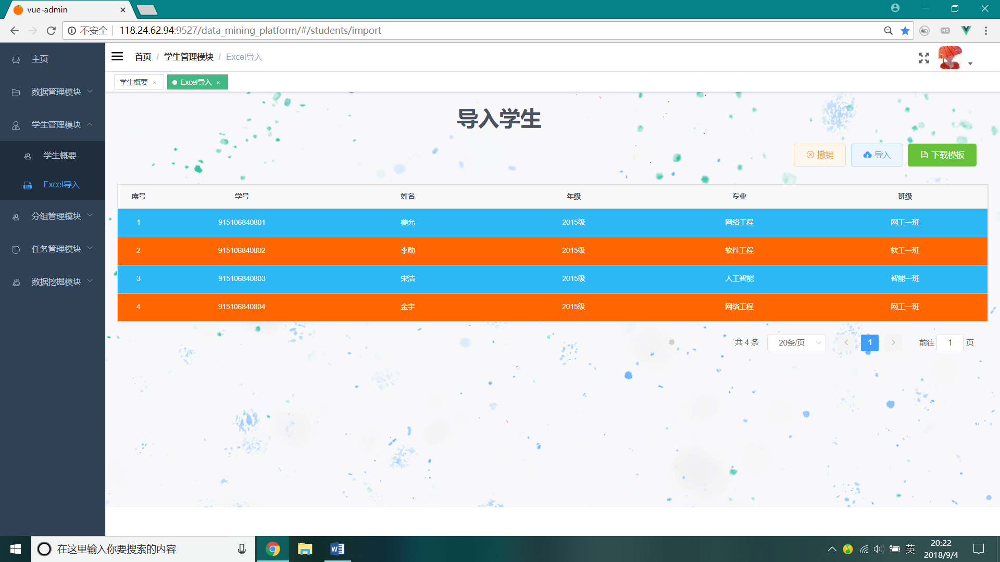 vue-admin
不安全 118.24.62.94:9527/data_mining_platform/#/students/import
HD
主页
数据管理模块
学生管理模块
学生概要
Excel导入
分组管理模块
任务管理模块
数据挖掘模块
首页 / 学生管理模块 / Excel导入
学生概要 × Excel导入 ×
导入学生
撤销 导入 下载模板
序号 学号 姓名 年级 专业 班级
1 915106840801 姜允 2015级 网络工程 网工一班
2 915106840802 李勋 2015级 软件工程 软工一班
3 915106840803 宋浩 2015级 人工智能 智能一班
4 915106840804 金宇 2015级 网络工程 网工一班
共 4 条 20条/页 1 前往 1 页
在这里输入你要搜索的内容
英
20:22
2018/9/4